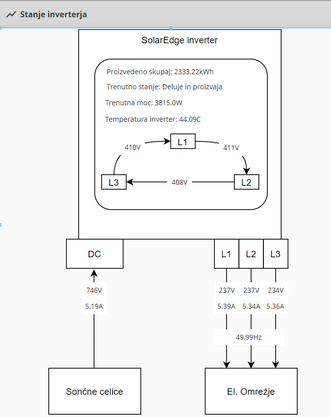 Stanje inverterja
SolarEdge inverter
Proizvedeno skupaj: 2333.22kWh
Trenutno stanje: Deluje in proizvaja
Trenutna moc: 3815.0W
Temperatura inverter: 44.09C
L1
410V
411V
L3
408V
L2
DC
L1
L2
L3
746V
5.19A
237V
237V
234V
5.39A
5.34A
5.36A
49.99Hz
Sončne celice
El. Omrežje